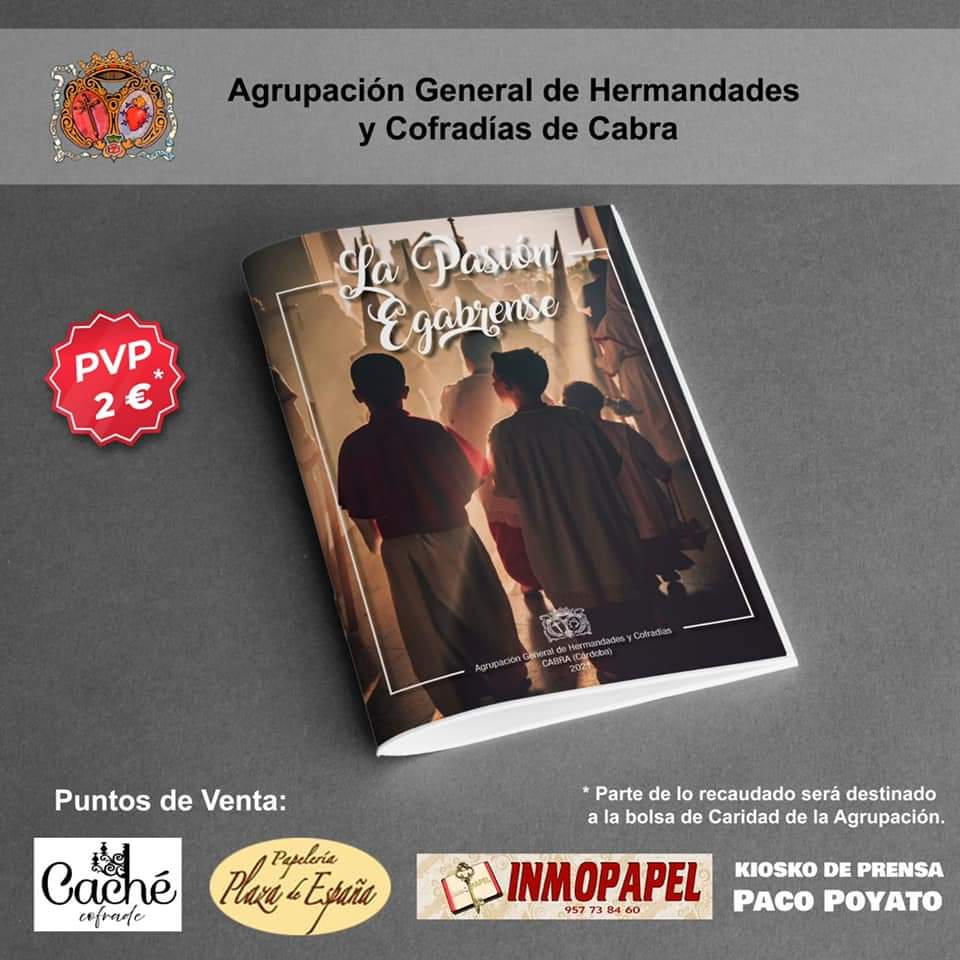 Agrupación General de Hermandades
y Cofradías de Cabra
La Pasión
Egabrense
PVP
2 € *
Agrupación General de Hermandades y Cofradías
CABRA (Córdoba)
Puntos de Venta:
* Parte de lo recaudado será destinado
a la bolsa de Caridad de la Agrupación.
Caché
cofrade
Papelería
Plaza de España
INMOPAPEL
957 73 84 60
KIOSKO DE PRENSA
PACO POYATO